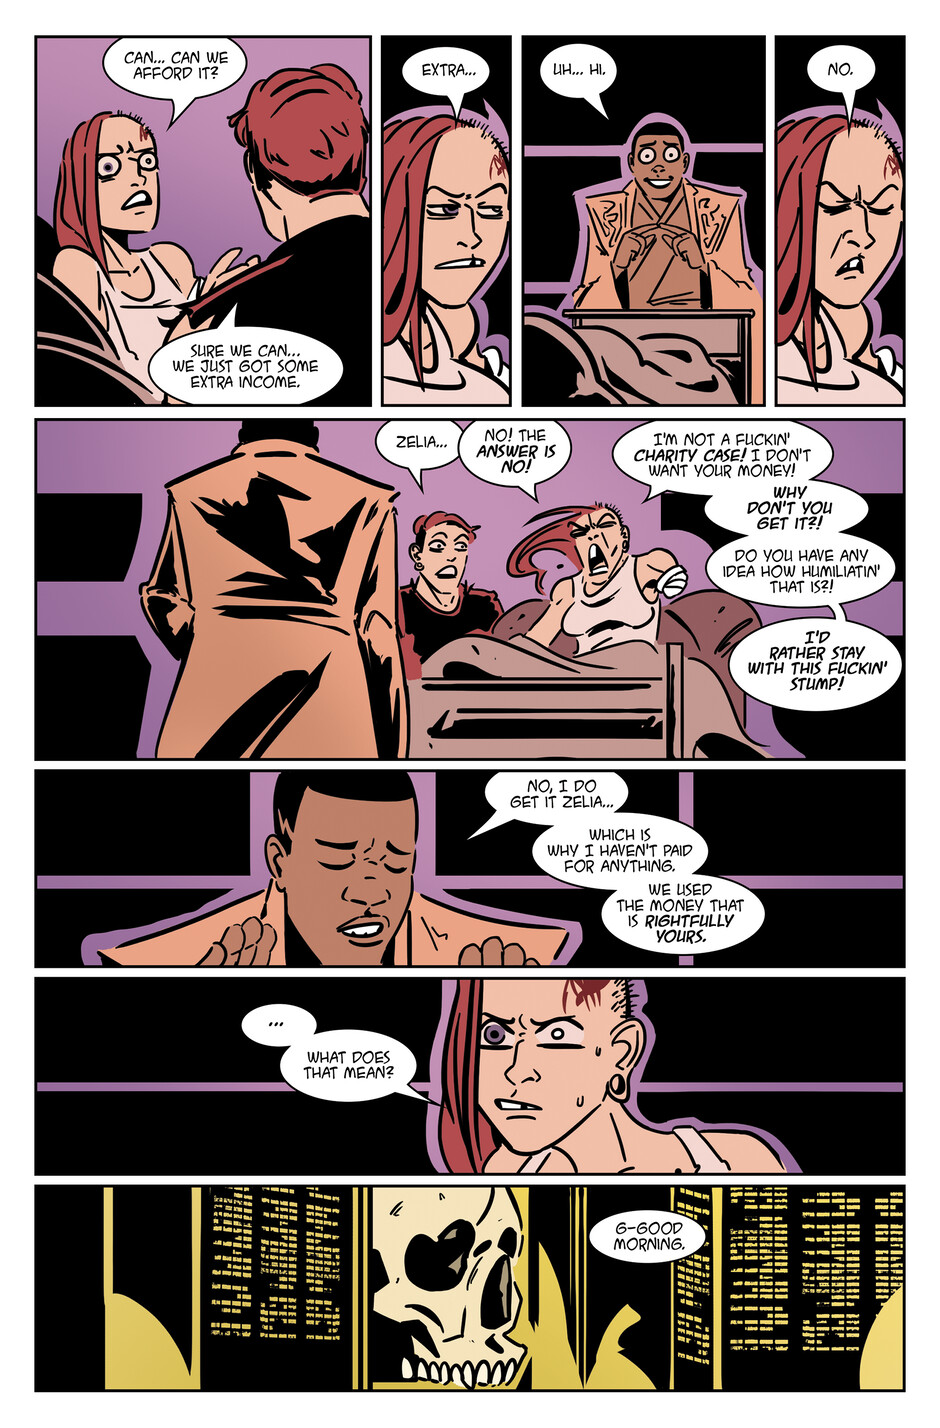 CAN... CAN WE
AFFORD IT?
SURE WE CAN...
WE JUST GOT SOME
EXTRA INCOME.
EXTRA...
UH... HI.
NO.
ZELIA...
NO! THE
ANSWER IS
NO!
I'M NOT A FUCKIN'
CHARITY CASE! I DON'T
WANT YOUR MONEY!
WHY
DON'T YOU
GET IT?!
DO YOU HAVE ANY
IDEA HOW HUMILIATIN'
THAT IS?!
I'D
RATHER STAY
WITH THIS FUCKIN'
STUMP!
NO, I DO
GET IT ZELIA...
WHICH IS
WHY I HAVEN'T PAID
FOR ANYTHING.
WE USED
THE MONEY THAT
IS RIGHTFULLY
YOURS.
...
WHAT DOES
THAT MEAN?
G-GOOD
MORNING.